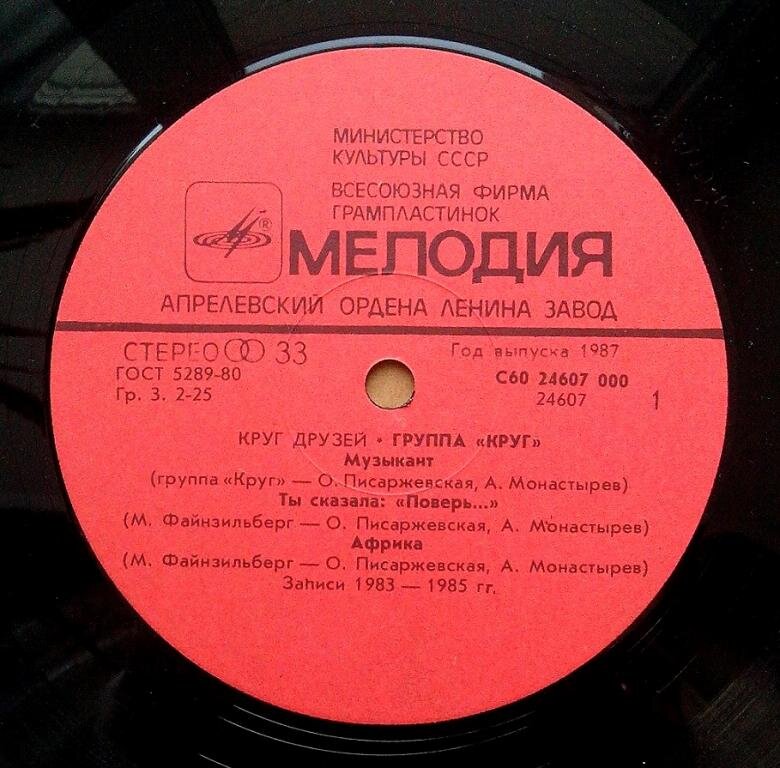 МИНИСТЕРСТВО
КУЛЬТУРЫ СССР
ВСЕСОЮЗНАЯ ФИРМА
ГРАМПЛАСТИНОК
®
МЕЛОДИЯ
АПРЕЛЕВСКИЙ ОРДЕНА ЛЕНИНА ЗАВОД
СТЕРЕО 33
Год выпуска 1987
ГОСТ 5289-80
С60 24607 000
Гр. 3. 2-25
24607
1
КРУГ ДРУЗЕЙ • ГРУППА «КРУГ»
Музыкант
(группа «Круг» — О. Писаржевская, А. Монастырев)
Ты сказала: «Поверь...»
(М. Файнзильберг — О. Писаржевская, А. Монастырев)
Африка
(М. Файнзильберг — О. Писаржевская, А. Монастырев)
Записи 1983 — 1985 гг.